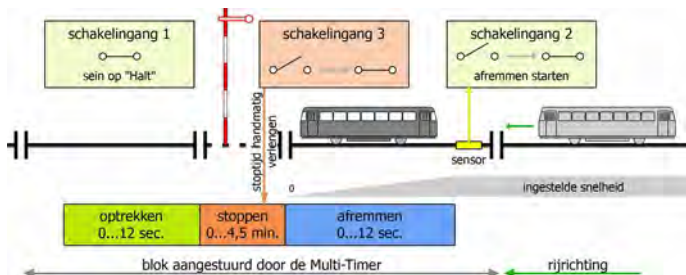 schakelingang 1
sein op "Halt"
schakelingang 3
schakelingang 2
afremmen starten
stoptijd handmatig
verlengen
sensor
0
ingestelde snelheid
optrekken
0...12 sec.
stoppen
0...4,5 min.
afremmen
0...12 sec.
blok aangestuurd door de Multi-Timer
rijrichting